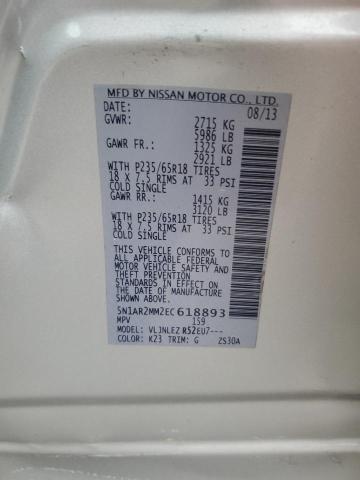 MFD BY NISSAN MOTOR CO., LTD.
DATE: 08/13
GVWR: 2715 KG
5986 LB
GAWR FR.: 1325 KG
2921 LB
WITH P235/65R18 TIRES
18 X 7.5 RIMS AT 33 PSI
COLD SINGLE
GAWR RR.: 1415 KG
3120 LB
WITH P235/65R18 TIRES
18 X 7.5 RIMS AT 33 PSI
COLD SINGLE
THIS VEHICLE CONFORMS TO
ALL APPLICABLE FEDERAL
MOTOR VEHICLE SAFETY AND
THEFT PREVENTION
STANDARDS IN EFFECT ON
THE DATE OF MANUFACTURE
SHOWN ABOVE.
5N1AR2MM2EC618893
MPV 159
MODEL: VLJNLEZ R52EU7---
COLOR: K23 TRIM: G ZS30A